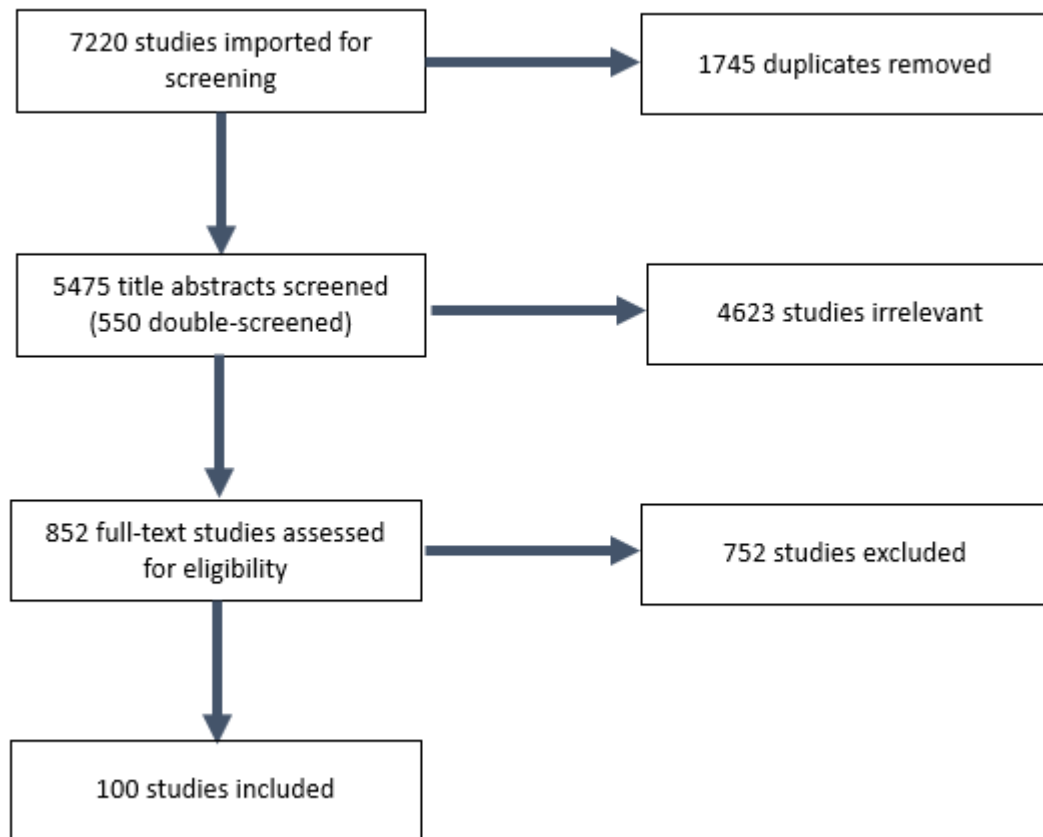 7220 studies imported for
screening
1745 duplicates removed
5475 title abstracts screened
(550 double-screened)
4623 studies irrelevant
852 full-text studies assessed
for eligibility
752 studies excluded
100 studies included